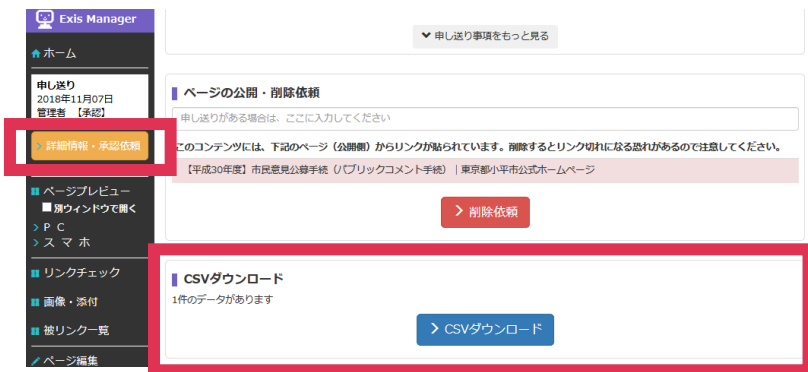 Exis Manager
ホーム
申し送り
2018年11月07日
管理者 【承認】
詳細情報・承認依頼
ページプレビュー
別ウィンドウで開く
ＰＣ
スマホ
リンクチェック
画像・添付
被リンク一覧
ページ編集
申し送り事項をもっと見る
ページの公開・削除依頼
申し送りがある場合は、ここに入力してください
このコンテンツには、下記のページ（公開側）からリンクが貼られています。削除するとリンク切れになる恐れがあるので注意してください。
【平成30年度】市民意見公募手続（パブリックコメント手続）｜東京都小平市公式ホームページ
削除依頼
CSVダウンロード
1件のデータがあります
CSVダウンロード